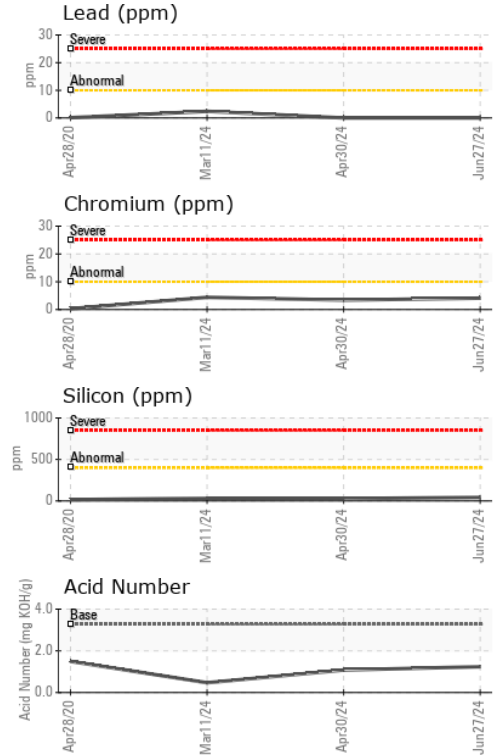 Lead (ppm)
30
Severe
20
ppm
Abnormal
10
0
Apr28/20
Mar11/24
Apr30/24
Jun27/24
Chromium (ppm)
30
Severe
20
ppm
Abnormal
10
0
Apr28/20
Mar11/24
Apr30/24
Jun27/24
Silicon (ppm)
1000
Severe
ppm
500
Abnormal
0
Apr28/20
Mar11/24
Apr30/24
Jun27/24
Acid Number
Acid Number (mg KOH/g)
4.0
Base
2.0
0.0
Apr28/20
Mar11/24
Apr30/24
Jun27/24